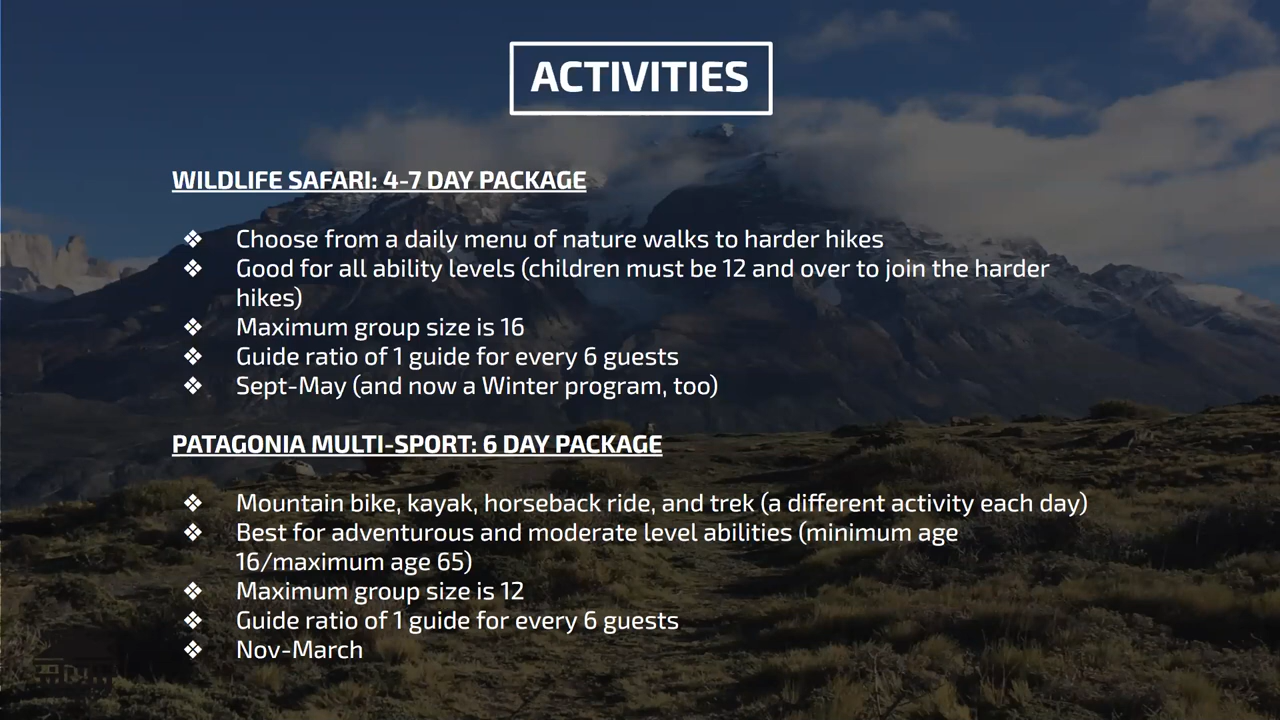 ACTIVITIES
WILDLIFE SAFARI: 4-7 DAY PACKAGE
❖ Choose from a daily menu of nature walks to harder hikes
❖ Good for all ability levels (children must be 12 and over to join the harder
hikes)
❖ Maximum group size is 16
❖ Guide ratio of 1 guide for every 6 guests
❖ Sept-May (and now a Winter program, too)
PATAGONIA MULTI-SPORT: 6 DAY PACKAGE
❖ Mountain bike, kayak, horseback ride, and trek (a different activity each day)
❖ Best for adventurous and moderate level abilities (minimum age
16/maximum age 65)
❖ Maximum group size is 12
❖ Guide ratio of 1 guide for every 6 guests
❖ Nov-March